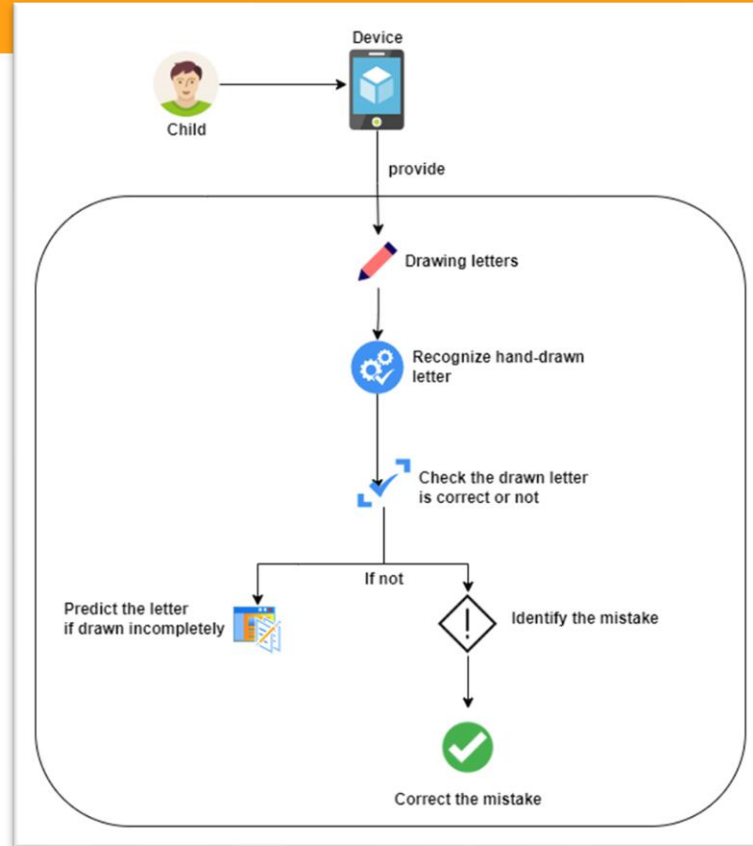 Device
Child
provide
Drawing letters
Recognize hand-drawn
letter
Check the drawn letter
is correct or not
If not
Predict the letter
if drawn incompletely
Identify the mistake
Correct the mistake